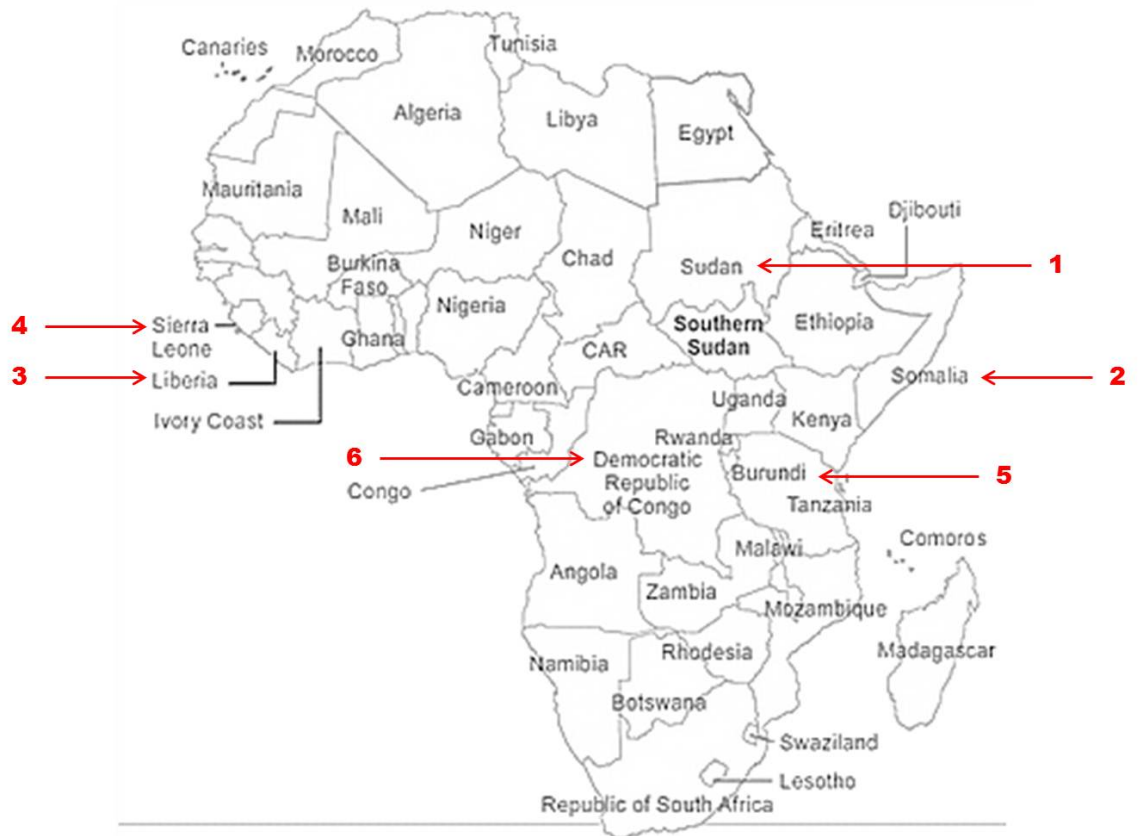 Tunisia
Canaries
Morocco
Algeria
Libya
Egypt
Mauritania
Mali
Niger
Chad
Sudan
1
Eritrea
Djibouti
Burkina
Faso
Nigeria
4
Sierra
Leone
Ghana
Southern
Sudan
Ethiopia
CAR
3
Liberia
Cameroon
Somalia
2
Ivory Coast
Uganda
Kenya
Gabon
Rwanda
6
Democratic
Republic
of Congo
Burundi
5
Congo
Tanzania
Malawi
Comoros
Angola
Zambia
Mozambique
Namibia
Rhodesia
Madagascar
Botswana
Swaziland
Lesotho
Republic of South Africa